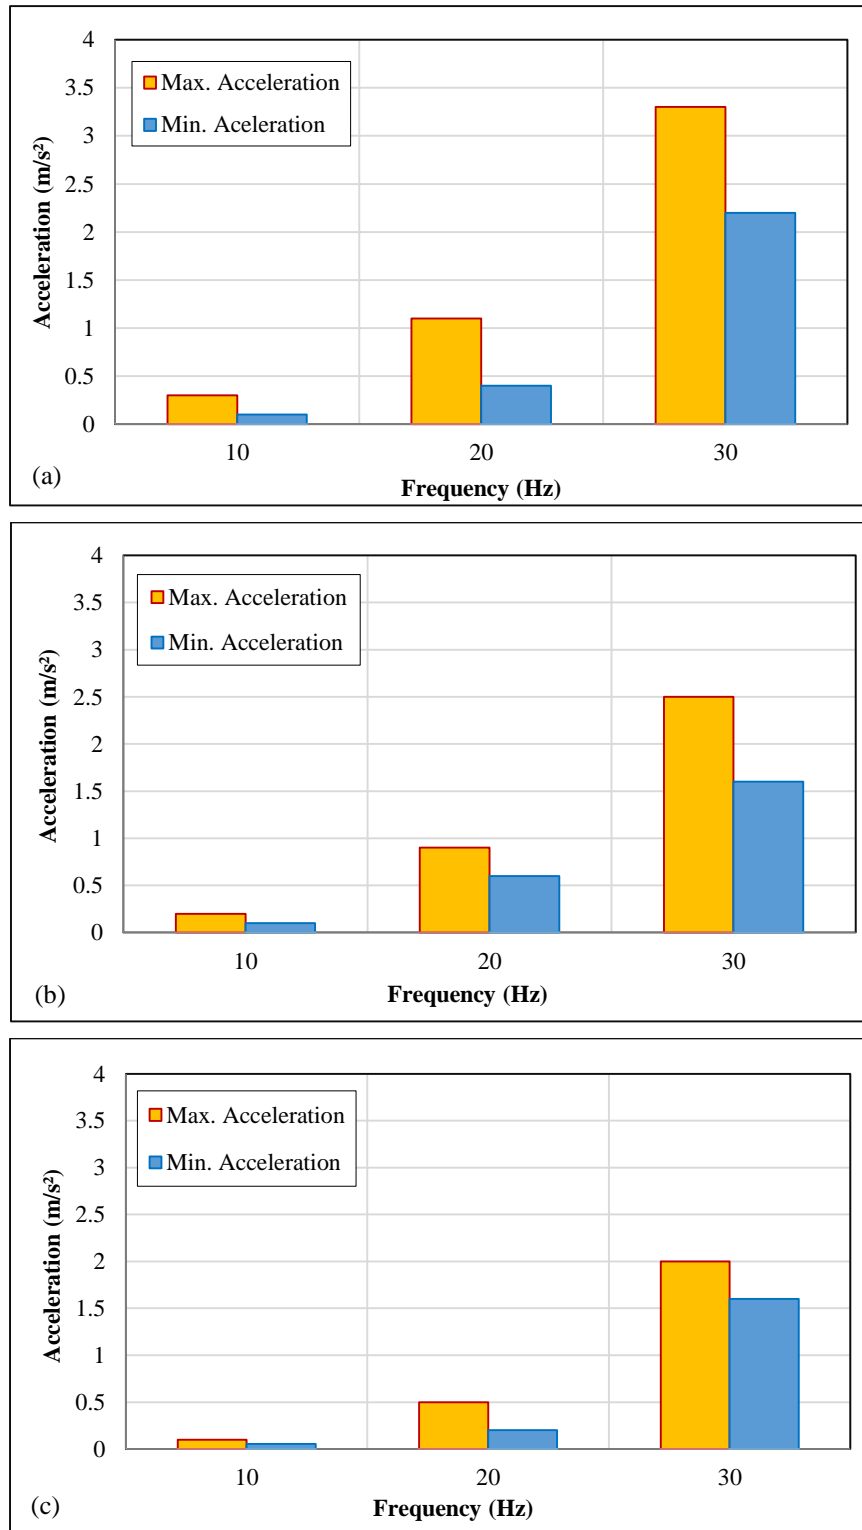 4
3.5
3
2.5
2
1.5
1
0.5
0
Acceleration (m/s²)
Max. Acceleration
Min. Aceleration
10 20 30
Frequency (Hz)
(a)
4
3.5
3
2.5
2
1.5
1
0.5
0
Acceleration (m/s²)
Max. Acceleration
Min. Acceleration
10 20 30
Frequency (Hz)
(b)
4
3.5
3
2.5
2
1.5
1
0.5
0
Acceleration (m/s²)
Max. Acceleration
Min. Acceleration
10 20 30
Frequency (Hz)
(c)